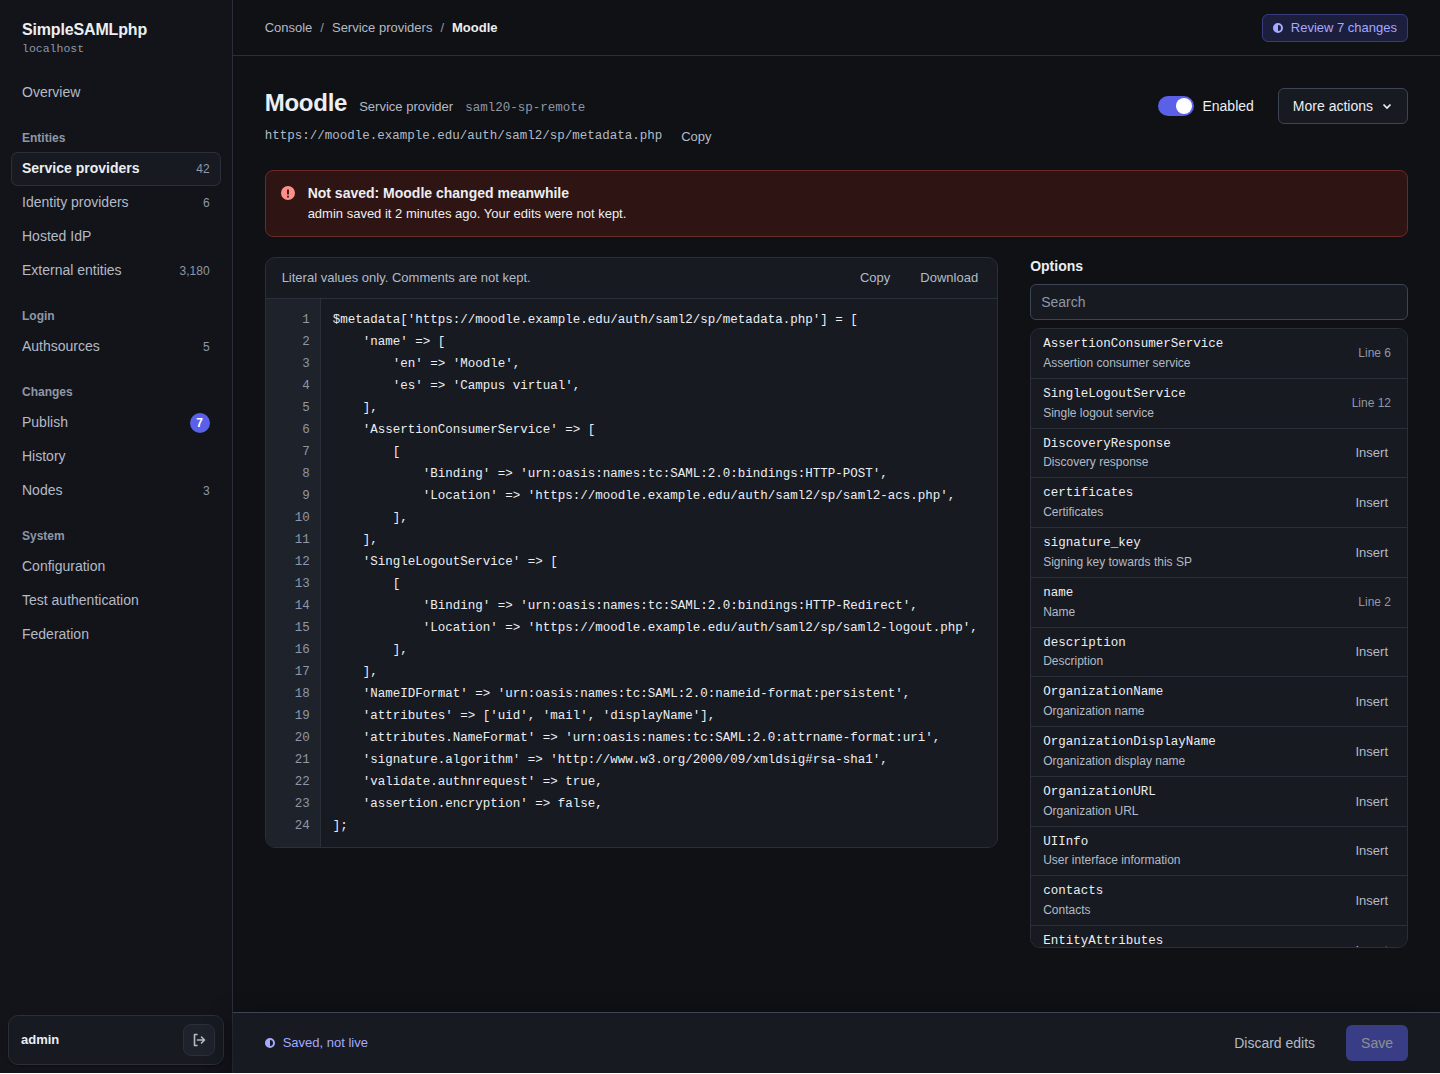 SimpleSAMLphp
localhost
Overview
Entities
Service providers 42
Identity providers 6
Hosted IdP
External entities 3,180
Login
Authsources 5
Changes
Publish 7
History
Nodes 3
System
Configuration
Test authentication
Federation
admin
Console / Service providers / Moodle
Review 7 changes
Moodle Service provider saml20-sp-remote
https://moodle.example.edu/auth/saml2/sp/metadata.php Copy
Enabled
More actions
Not saved: Moodle changed meanwhile
admin saved it 2 minutes ago. Your edits were not kept.
Literal values only. Comments are not kept. Copy Download
1 $metadata['https://moodle.example.edu/auth/saml2/sp/metadata.php'] = [
2 'name' => [
3 'en' => 'Moodle',
4 'es' => 'Campus virtual',
5 ],
6 'AssertionConsumerService' => [
7 [
8 'Binding' => 'urn:oasis:names:tc:SAML:2.0:bindings:HTTP-POST',
9 'Location' => 'https://moodle.example.edu/auth/saml2/sp/saml2-acs.php',
10 ],
11 ],
12 'SingleLogoutService' => [
13 [
14 'Binding' => 'urn:oasis:names:tc:SAML:2.0:bindings:HTTP-Redirect',
15 'Location' => 'https://moodle.example.edu/auth/saml2/sp/saml2-logout.php',
16 ],
17 ],
18 'NameIDFormat' => 'urn:oasis:names:tc:SAML:2.0:nameid-format:persistent',
19 'attributes' => ['uid', 'mail', 'displayName'],
20 'attributes.NameFormat' => 'urn:oasis:names:tc:SAML:2.0:attrname-format:uri',
21 'signature.algorithm' => 'http://www.w3.org/2000/09/xmldsig#rsa-sha1',
22 'validate.authnrequest' => true,
23 'assertion.encryption' => false,
24 ];
Options
Search
AssertionConsumerService
Assertion consumer service
Line 6
SingleLogoutService
Single logout service
Line 12
DiscoveryResponse
Discovery response
Insert
certificates
Certificates
Insert
signature_key
Signing key towards this SP
Insert
name
Name
Line 2
description
Description
Insert
OrganizationName
Organization name
Insert
OrganizationDisplayName
Organization display name
Insert
OrganizationURL
Organization URL
Insert
UIInfo
User interface information
Insert
contacts
Contacts
Insert
EntityAttributes
Saved, not live
Discard edits
Save